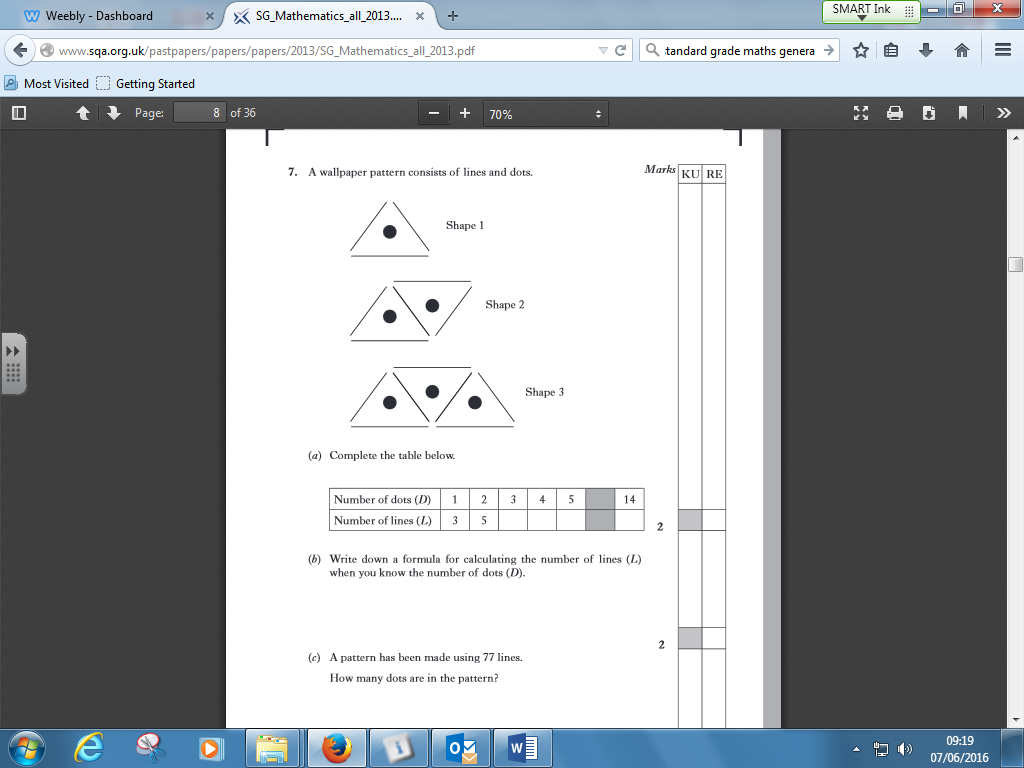 Weebly - Dashboard
SG_Mathematics_all_2013....
SMART Ink
www.sqa.org.uk/pastpapers/papers/papers/2013/SG_Mathematics_all_2013.pdf
tandard grade maths genera
Most Visited
Getting Started
Page: 8 of 36
70%
Marks KU RE
7. A wallpaper pattern consists of lines and dots.
Shape 1
Shape 2
Shape 3
(a) Complete the table below.
Number of dots (D) 1 2 3 4 5 14
Number of lines (L) 3 5
2
(b) Write down a formula for calculating the number of lines (L)
when you know the number of dots (D).
2
(c) A pattern has been made using 77 lines.
How many dots are in the pattern?
09:19
07/06/2016